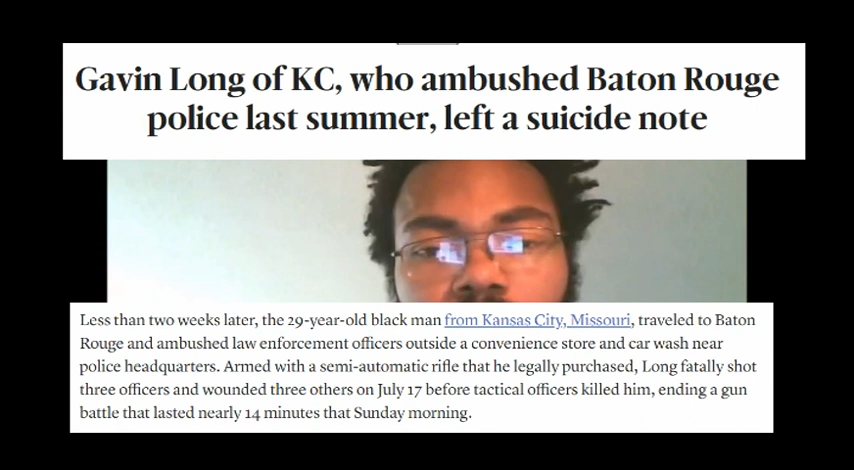 Gavin Long of KC, who ambushed Baton Rouge
police last summer, left a suicide note
Less than two weeks later, the 29-year-old black man from Kansas City, Missouri, traveled to Baton
Rouge and ambushed law enforcement officers outside a convenience store and car wash near
police headquarters. Armed with a semi-automatic rifle that he legally purchased, Long fatally shot
three officers and wounded three others on July 17 before tactical officers killed him, ending a gun
battle that lasted nearly 14 minutes that Sunday morning.